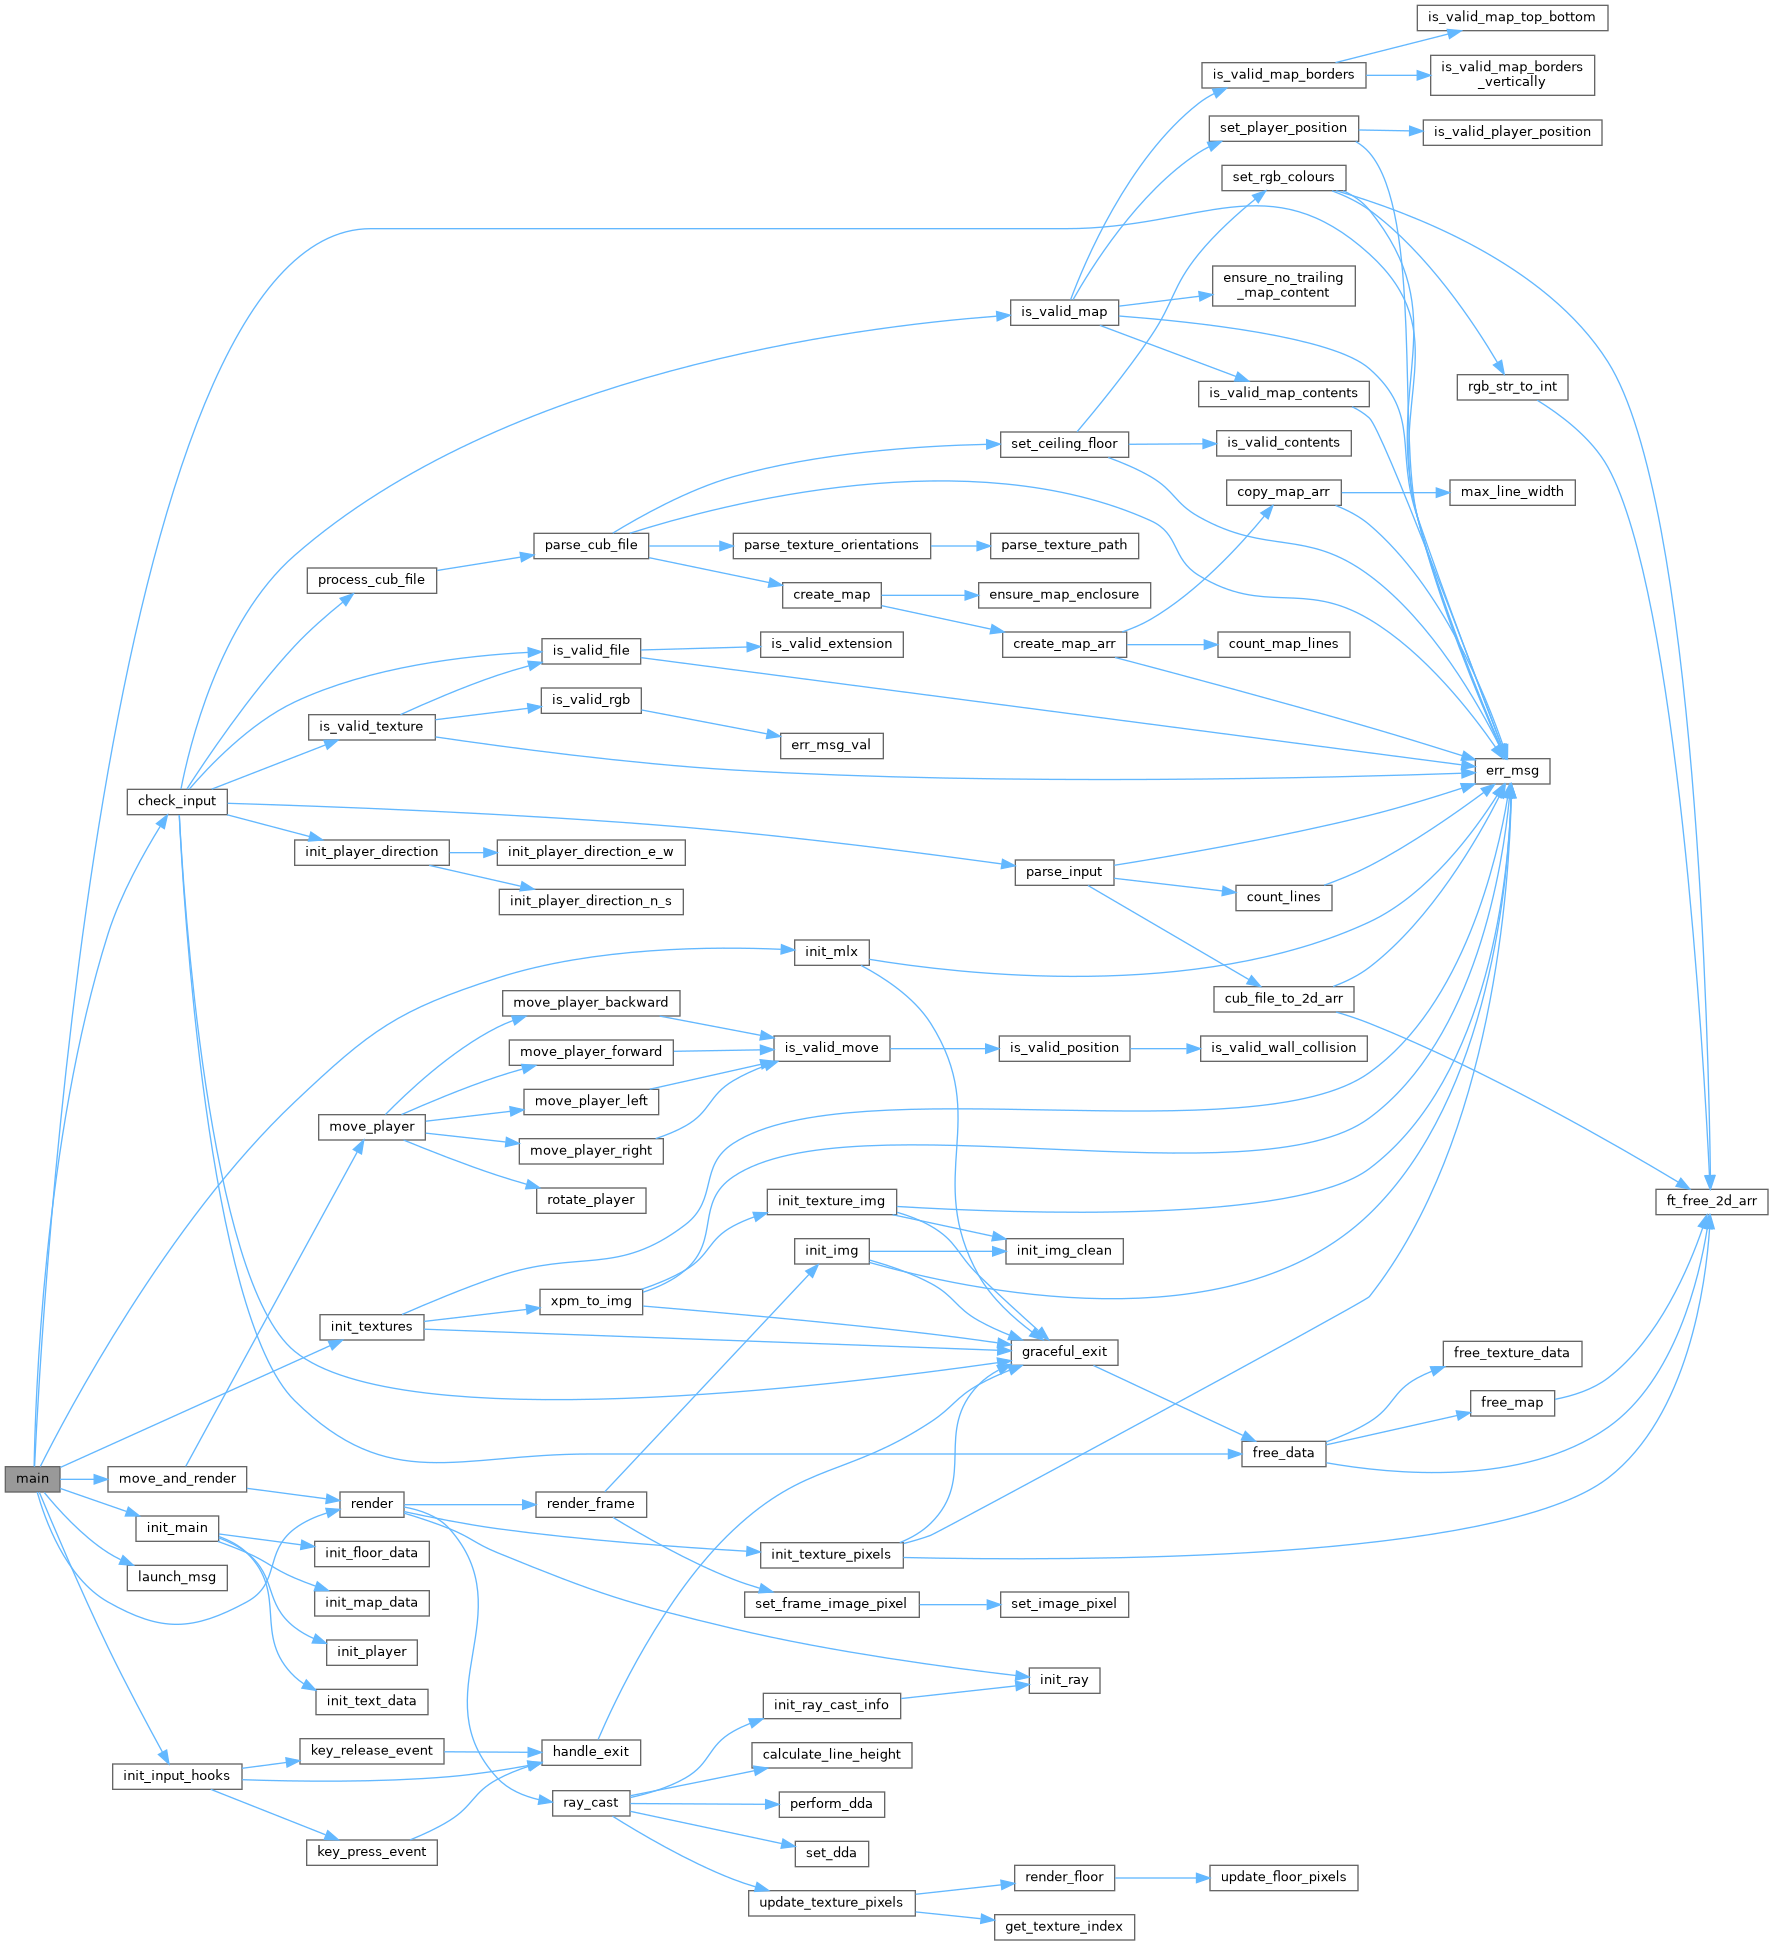 is_valid_map_top_bottom
is_valid_map_borders
is_valid_map_borders
_vertically
set_player_position
is_valid_player_position
set_rgb_colours
ensure_no_trailing
_map_content
is_valid_map
rgb_str_to_int
is_valid_map_contents
set_ceiling_floor
is_valid_contents
copy_map_arr
max_line_width
parse_cub_file
parse_texture_orientations
parse_texture_path
process_cub_file
create_map
ensure_map_enclosure
is_valid_file
is_valid_extension
create_map_arr
count_map_lines
is_valid_rgb
is_valid_texture
err_msg_val
err_msg
check_input
init_player_direction
init_player_direction_e_w
parse_input
init_player_direction_n_s
count_lines
init_mlx
move_player_backward
cub_file_to_2d_arr
move_player_forward
is_valid_move
is_valid_position
is_valid_wall_collision
move_player_left
move_player
move_player_right
rotate_player
init_texture_img
ft_free_2d_arr
init_img
init_img_clean
xpm_to_img
init_textures
graceful_exit
free_texture_data
free_map
free_data
main
move_and_render
render
render_frame
init_main
init_floor_data
init_texture_pixels
launch_msg
init_map_data
set_frame_image_pixel
set_image_pixel
init_player
init_ray
init_text_data
init_ray_cast_info
key_release_event
handle_exit
calculate_line_height
init_input_hooks
ray_cast
perform_dda
key_press_event
set_dda
render_floor
update_floor_pixels
update_texture_pixels
get_texture_index